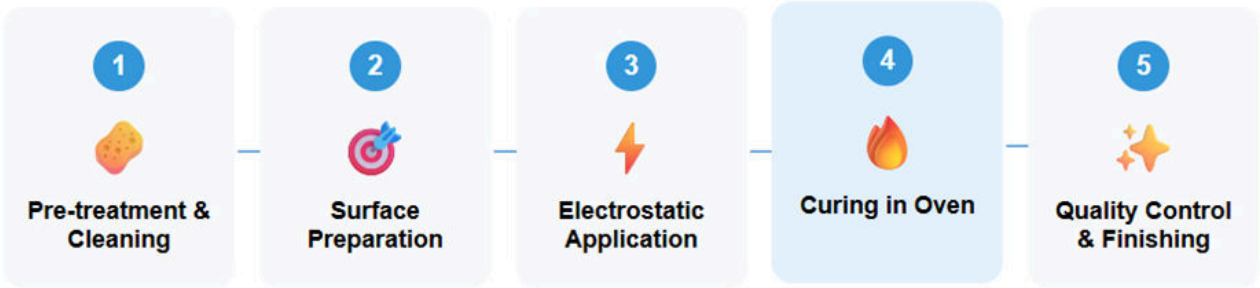 1
Pre-treatment &
Cleaning
2
Surface
Preparation
3
Electrostatic
Application
4
Curing in Oven
5
Quality Control
& Finishing